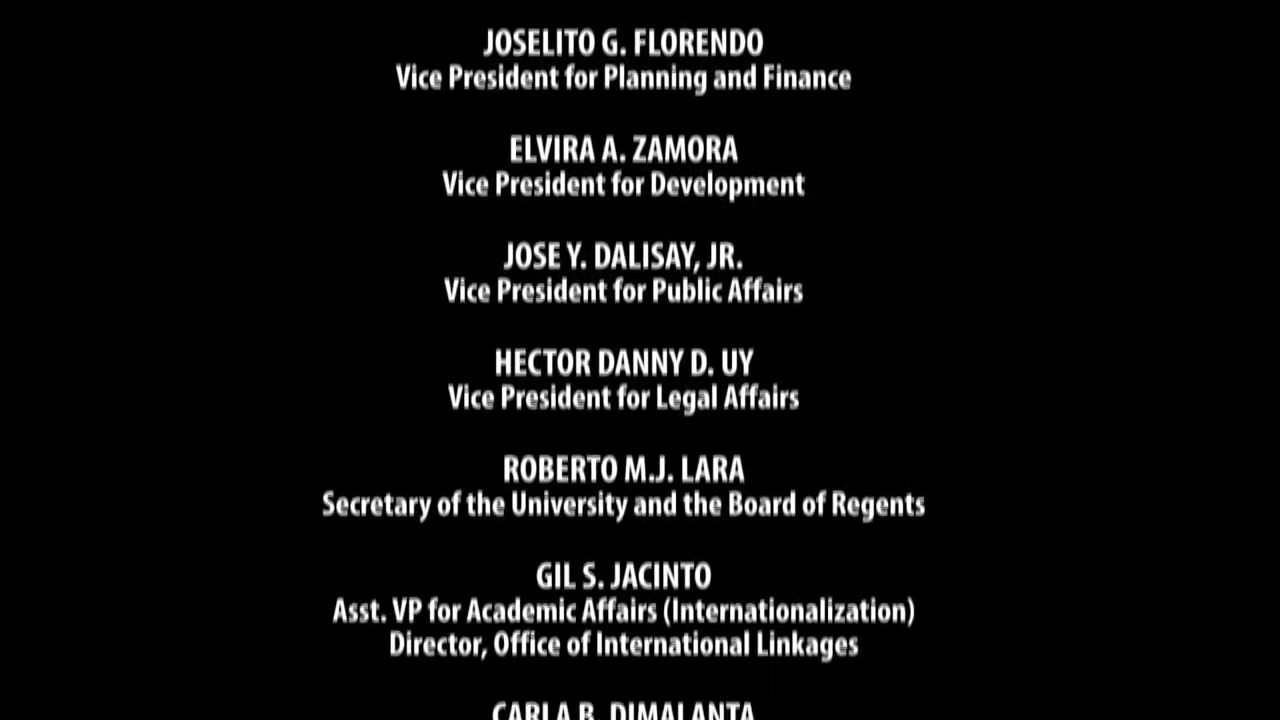 JOSELITO G. FLORENDO
Vice President for Planning and Finance
ELVIRA A. ZAMORA
Vice President for Development
JOSE Y. DALISAY, JR.
Vice President for Public Affairs
HECTOR DANNY D. UY
Vice President for Legal Affairs
ROBERTO M.J. LARA
Secretary of the University and the Board of Regents
GIL S. JACINTO
Asst. VP for Academic Affairs (Internationalization)
Director, Office of International Linkages
CARLA B. DIMALANTA